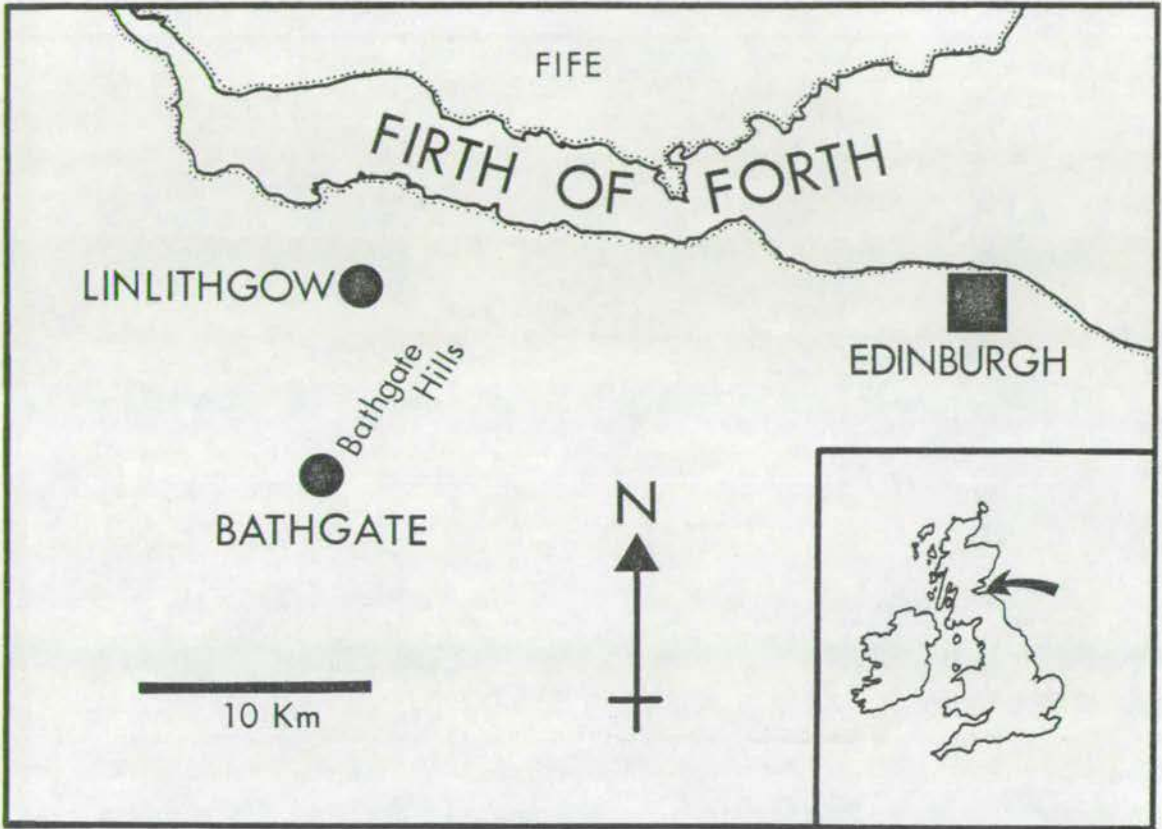 FIFE
FIRTH OF FORTH
LINLITHGOW
EDINBURGH
Bathgate
Hills
BATHGATE
N
10 Km